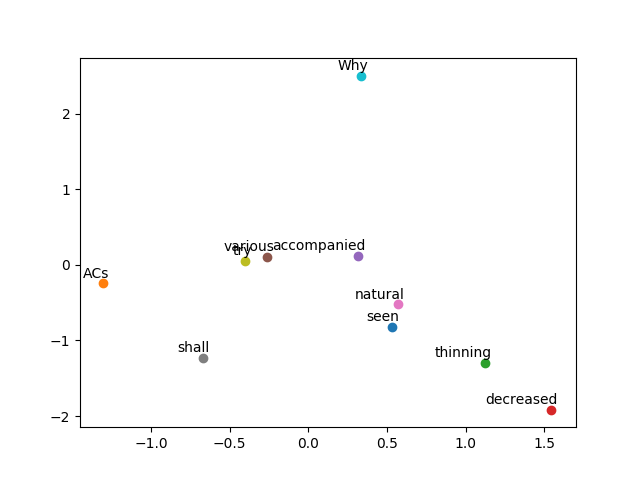 Why
2
1
various
accompanied
try
0
ACs
natural
seen
−1
shall
thinning
decreased
−2
−1.0 −0.5 0.0 0.5 1.0 1.5